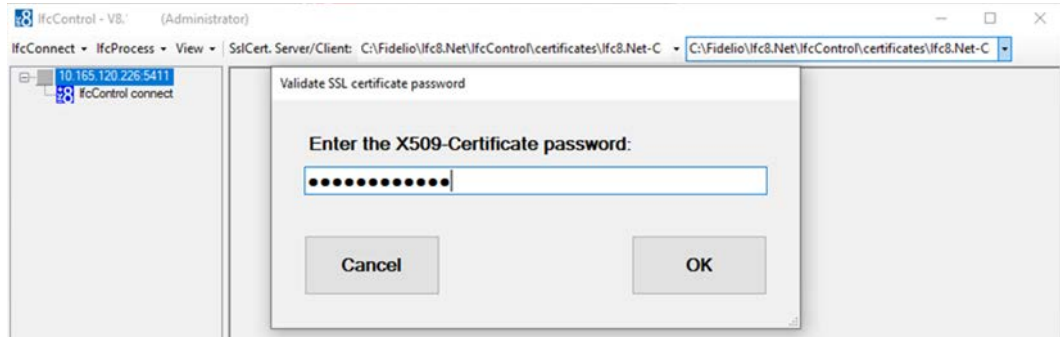 IfcControl - V8. (Administrator)
IfcConnect IfcProcess View SslCert. Server/Client: C:\Fidelio\Ifc8.Net\IfcControl\certificates\Ifc8.Net-C C:\Fidelio\Ifc8.Net\IfcControl\certificates\Ifc8.Net-C
10.165.120.226:5411
IfcControl connect
Validate SSL certificate password
Enter the X509-Certificate password:
●●●●●●●●●●●●
Cancel OK